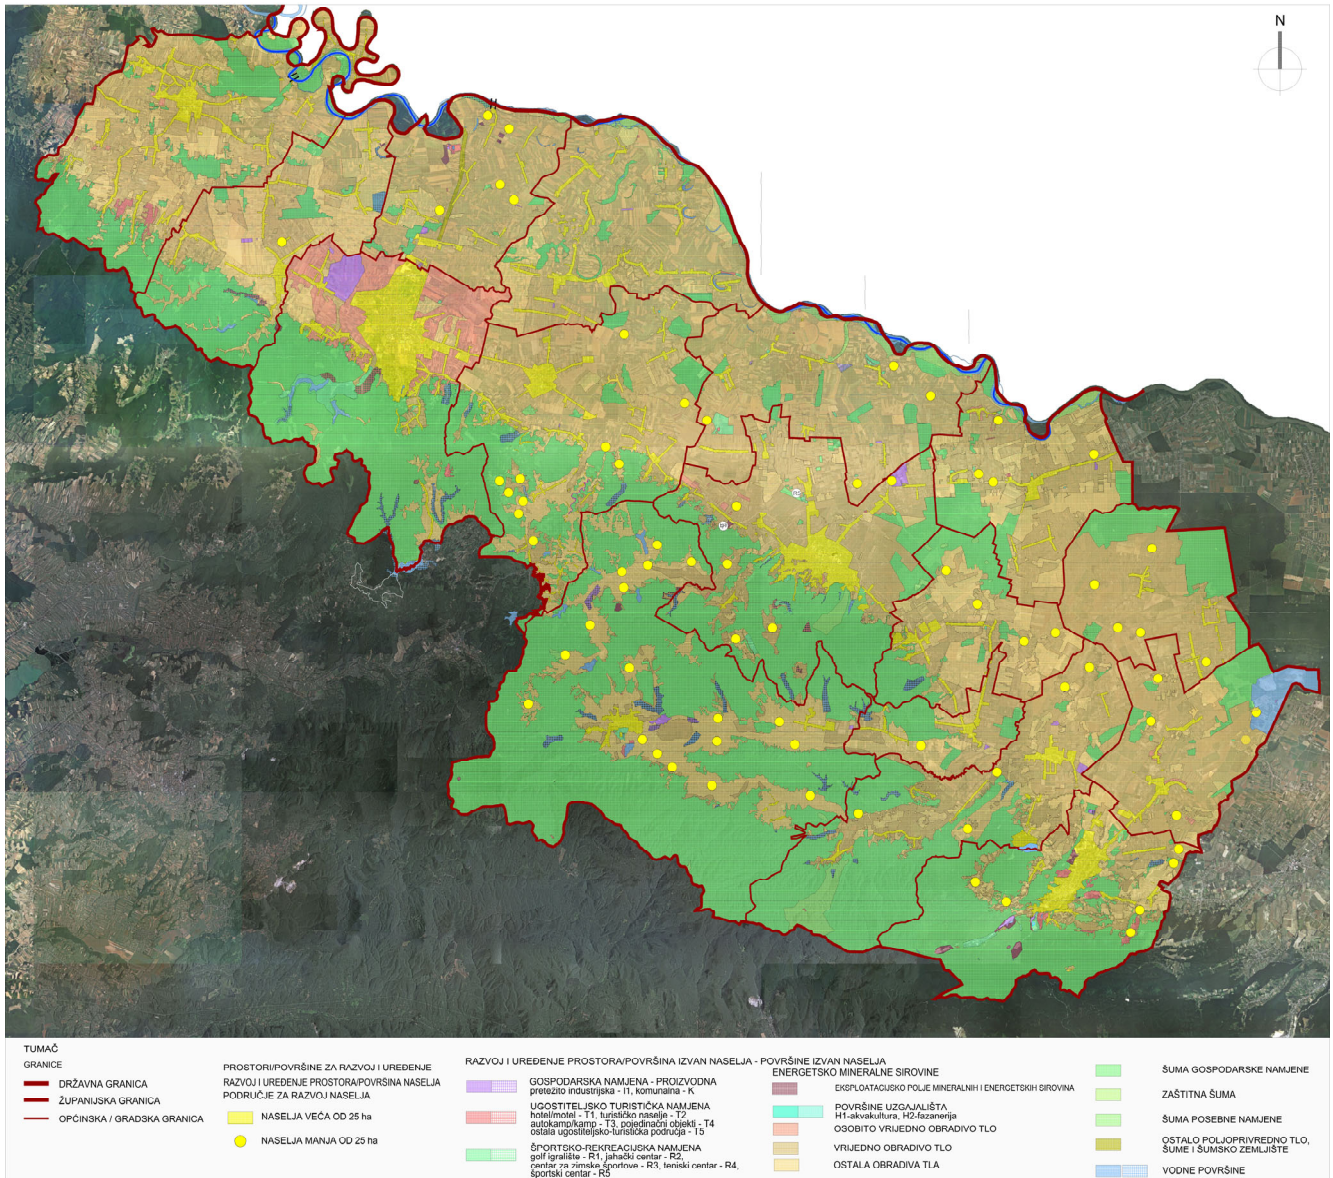 N
TUMAČ
GRANICE
DRŽAVNA GRANICA
ŽUPANIJSKA GRANICA
OPĆINSKA / GRADSKA GRANICA
PROSTORI/POVRŠINE ZA RAZVOJ I UREĐENJE
RAZVOJ I UREĐENJE PROSTORA/POVRŠINA NASELJA
PODRUČJE ZA RAZVOJ NASELJA
NASELJA VEĆA OD 25 ha
NASELJA MANJA OD 25 ha
RAZVOJ I UREĐENJE PROSTORA/POVRŠINA IZVAN NASELJA - POVRŠINE IZVAN NASELJA
GOSPODARSKA NAMJENA - PROIZVODNA
pretežito industrijska - I1, komunalna - K
UGOSTITELJSKO TURISTIČKA NAMJENA
hotel/motel - T1, turističko naselje - T2
autokamp/kamp - T3, pojedinačni objekti - T4
ostala ugostiteljsko-turistička područja - T5
ŠPORTSKO-REKREACIJSKA NAMJENA
golf igralište - R1, jahački centar - R2,
centar za zimske športove - R3, teniski centar - R4,
športski centar - R5
ENERGETSKO MINERALNE SIROVINE
EKSPLOATACIJSKO POLJE MINERALNIH I ENERGETSKIH SIROVINA
POVRŠINE UZGAJALIŠTA
H1-akvakultura, H2-fazanerija
OSOBITO VRIJEDNO OBRADIVO TLO
VRIJEDNO OBRADIVO TLO
OSTALA OBRADIVA TLA
ŠUMA GOSPODARSKE NAMJENE
ZAŠTITNA ŠUMA
ŠUMA POSEBNE NAMJENE
OSTALO POLJOPRIVREDNO TLO,
ŠUME I ŠUMSKO ZEMLJIŠTE
VODNE POVRŠINE